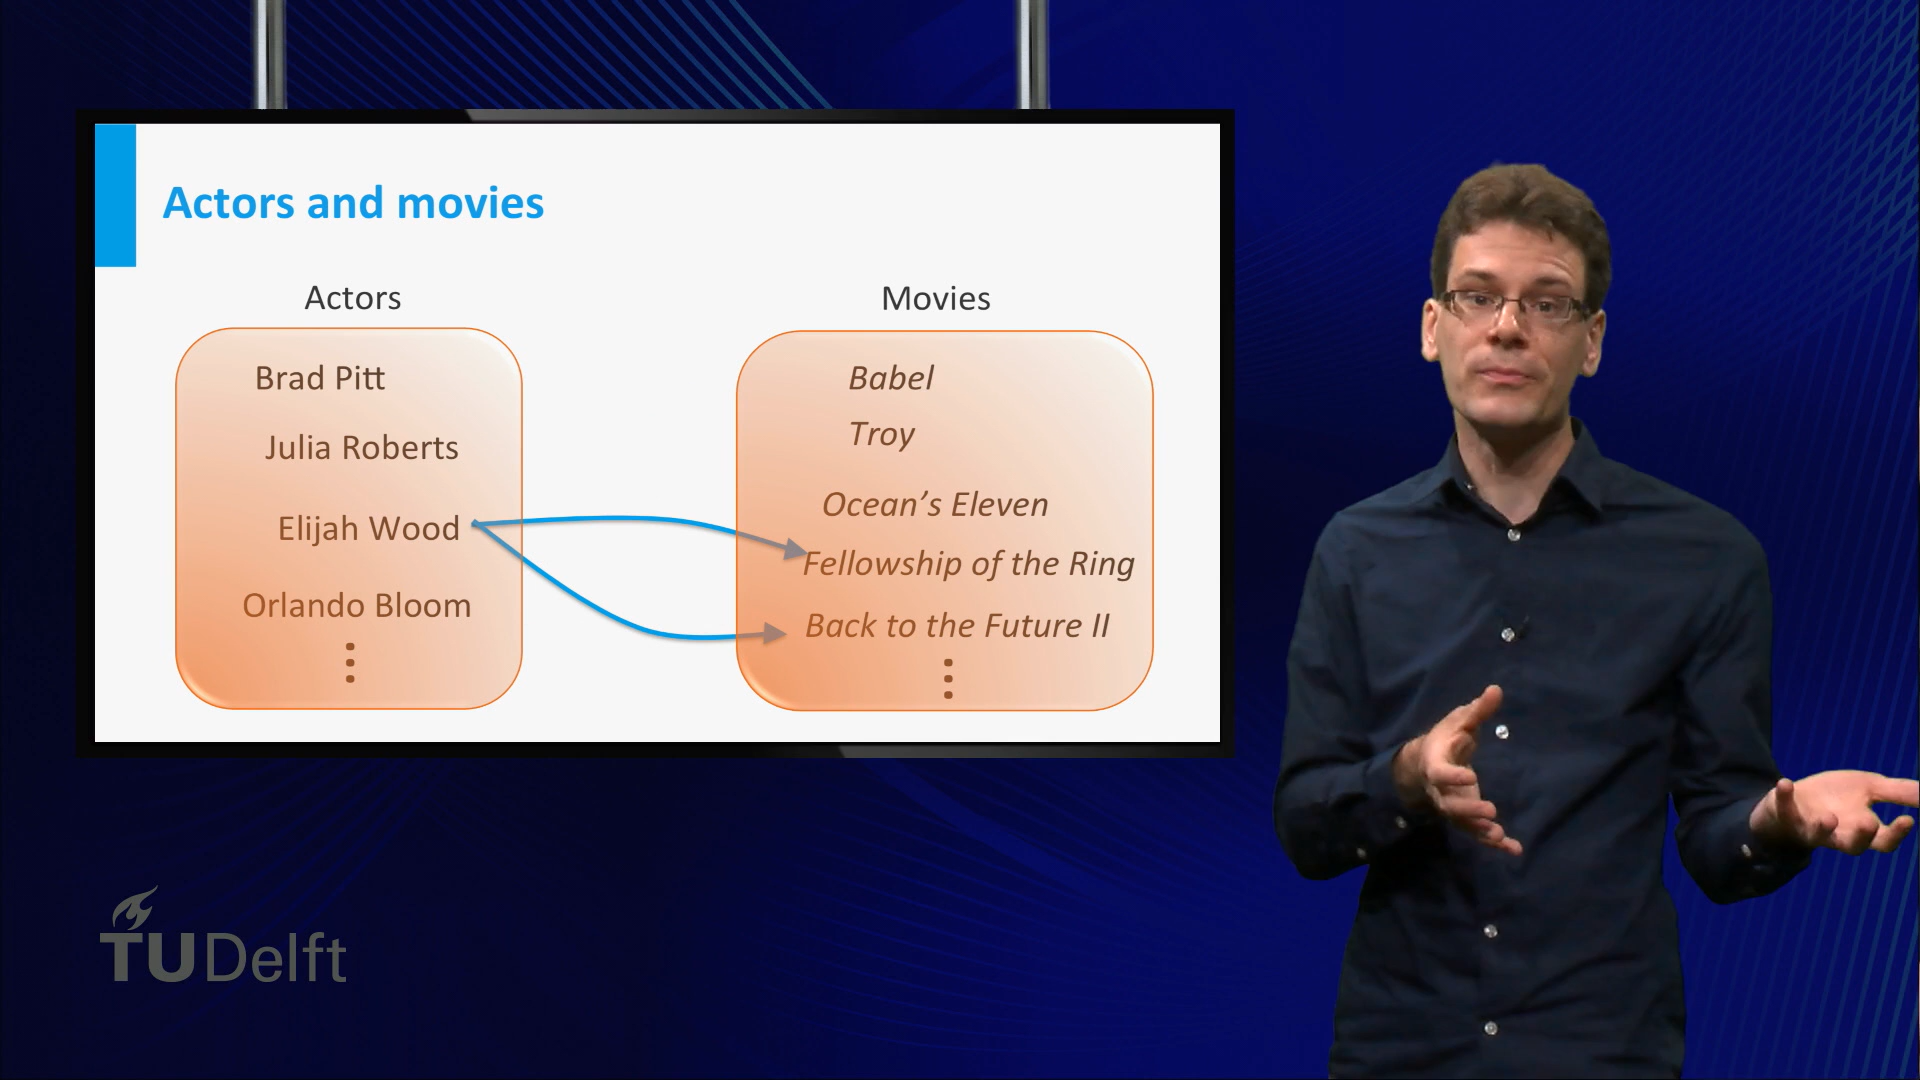 Actors and movies
Actors
Movies
Brad Pitt
Julia Roberts
Elijah Wood
Orlando Bloom
Babel
Troy
Ocean’s Eleven
Fellowship of the Ring
Back to the Future II
TUDelft